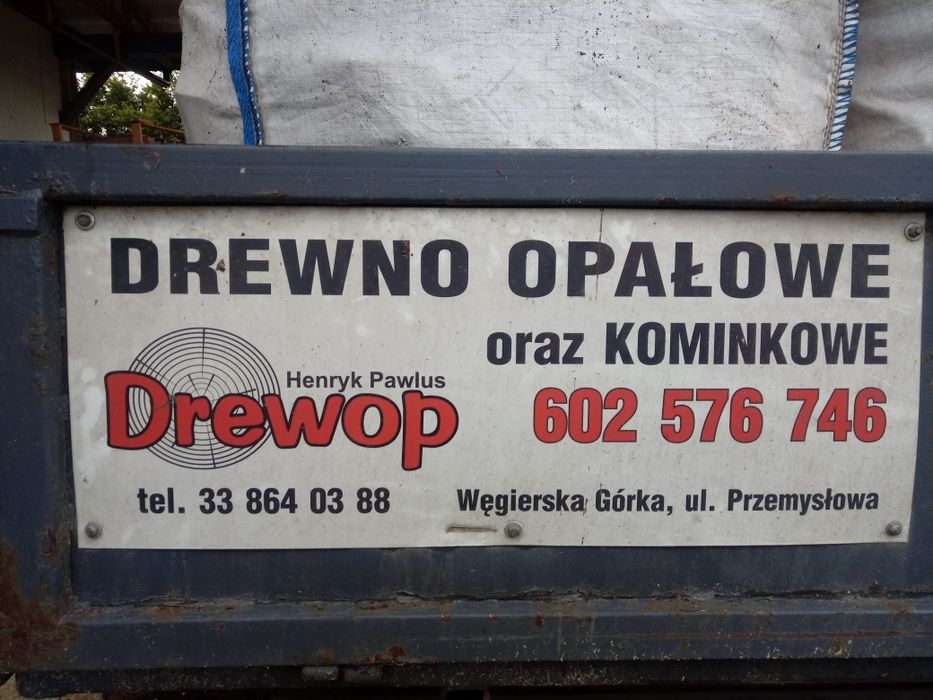 DREWNO OPAŁOWE
oraz KOMINKOWE
Henryk Pawlus
Drewop
602 576 746
tel. 33 864 03 88
Węgierska Górka, ul. Przemysłowa